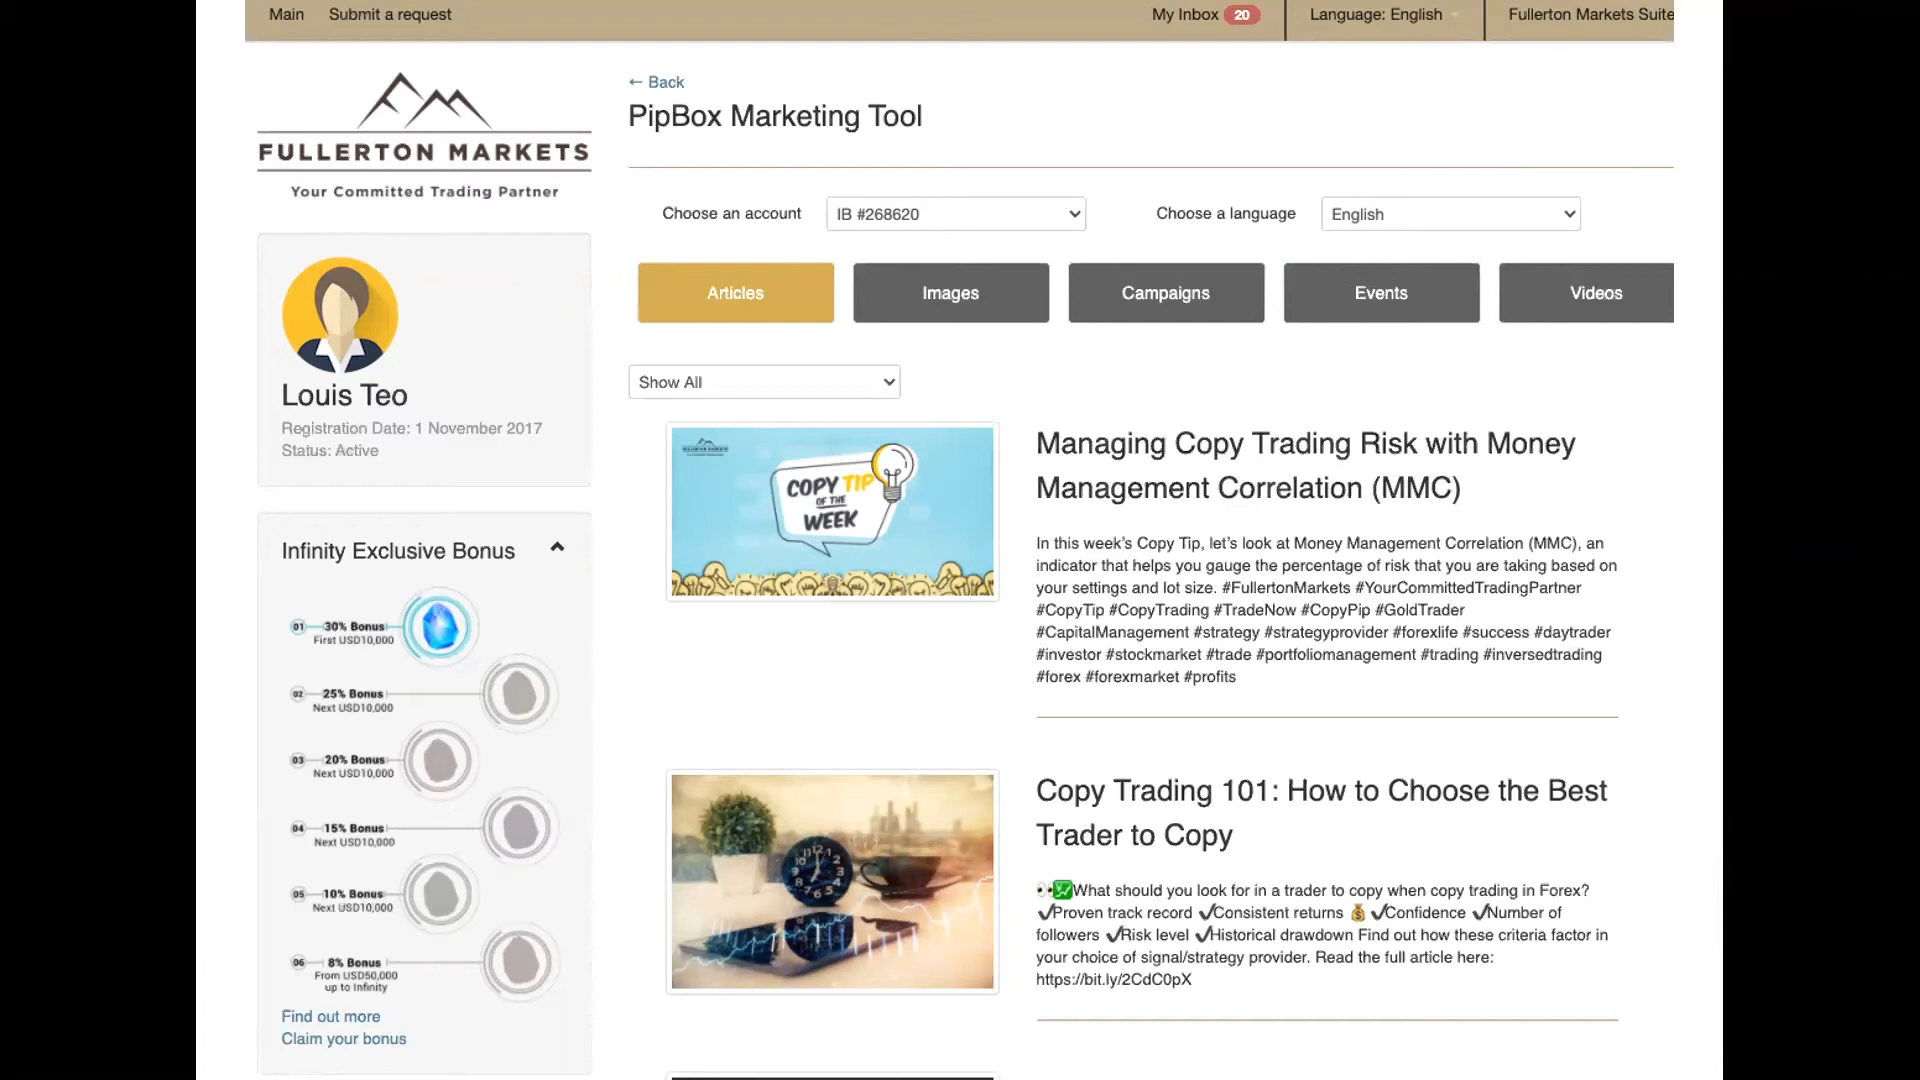 Main
Submit a request
My Inbox 20
Language: English
Fullerton Markets Suite
FULLERTON MARKETS
Your Committed Trading Partner
← Back
PipBox Marketing Tool
Choose an account
IB #268620
Choose a language
English
Articles
Images
Campaigns
Events
Videos
Louis Teo
Registration Date: 1 November 2017
Status: Active
Show All
FULLERTON MARKETS
COPY TIP
OF THE
WEEK
Managing Copy Trading Risk with Money
Management Correlation (MMC)
In this week’s Copy Tip, let’s look at Money Management Correlation (MMC), an
indicator that helps you gauge the percentage of risk that you are taking based on
your settings and lot size. #FullertonMarkets #YourCommittedTradingPartner
#CopyTip #CopyTrading #TradeNow #CopyPip #GoldTrader
#CapitalManagement #strategy #strategyprovider #forexlife #success #daytrader
#investor #stockmarket #trade #portfoliomanagement #trading #inversedtrading
#forex #forexmarket #profits
Infinity Exclusive Bonus
01 30% Bonus
First USD10,000
02 25% Bonus
Next USD10,000
03 20% Bonus
Next USD10,000
04 15% Bonus
Next USD10,000
05 10% Bonus
Next USD10,000
06 8% Bonus
From USD50,000
up to Infinity
Find out more
Claim your bonus
Copy Trading 101: How to Choose the Best
Trader to Copy
👀💹What should you look for in a trader to copy when copy trading in Forex?
✔Proven track record ✔Consistent returns 💰 ✔Confidence ✔Number of
followers ✔Risk level ✔Historical drawdown Find out how these criteria factor in
your choice of signal/strategy provider. Read the full article here:
https://bit.ly/2CdC0pX